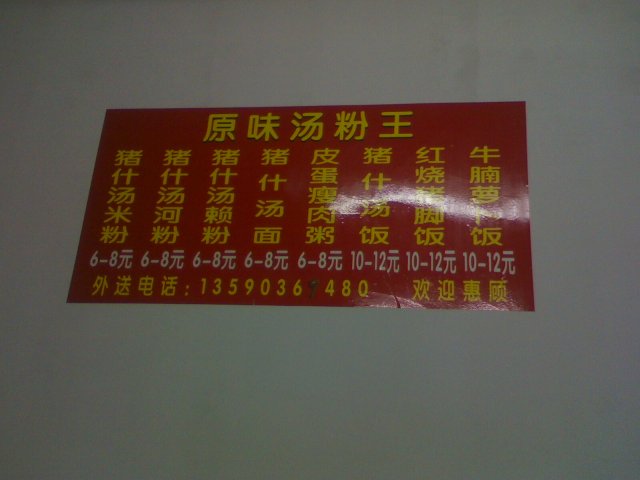 原味汤粉王
猪什汤米粉
猪什汤河粉
猪什汤赖粉
猪什汤面
皮蛋瘦肉粥
猪什汤饭
红烧猪脚饭
牛腩萝卜饭
6-8元 6-8元 6-8元 6-8元 6-8元 10-12元 10-12元 10-12元
外送电话:13590369480 欢迎惠顾